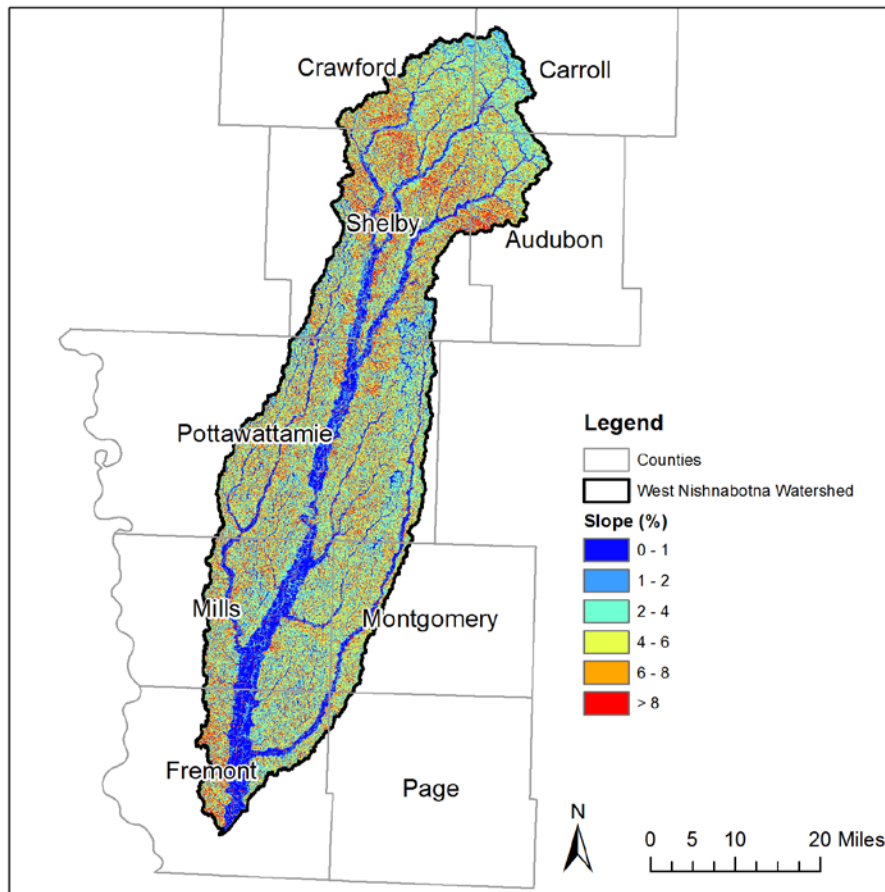 Crawford
Carroll
Shelby
Audubon
Pottawattamie
Mills
Montgomery
Fremont
Page
Legend
Counties
West Nishnabotna Watershed
Slope (%)
0 - 1
1 - 2
2 - 4
4 - 6
6 - 8
> 8
N
0 5 10 20 Miles